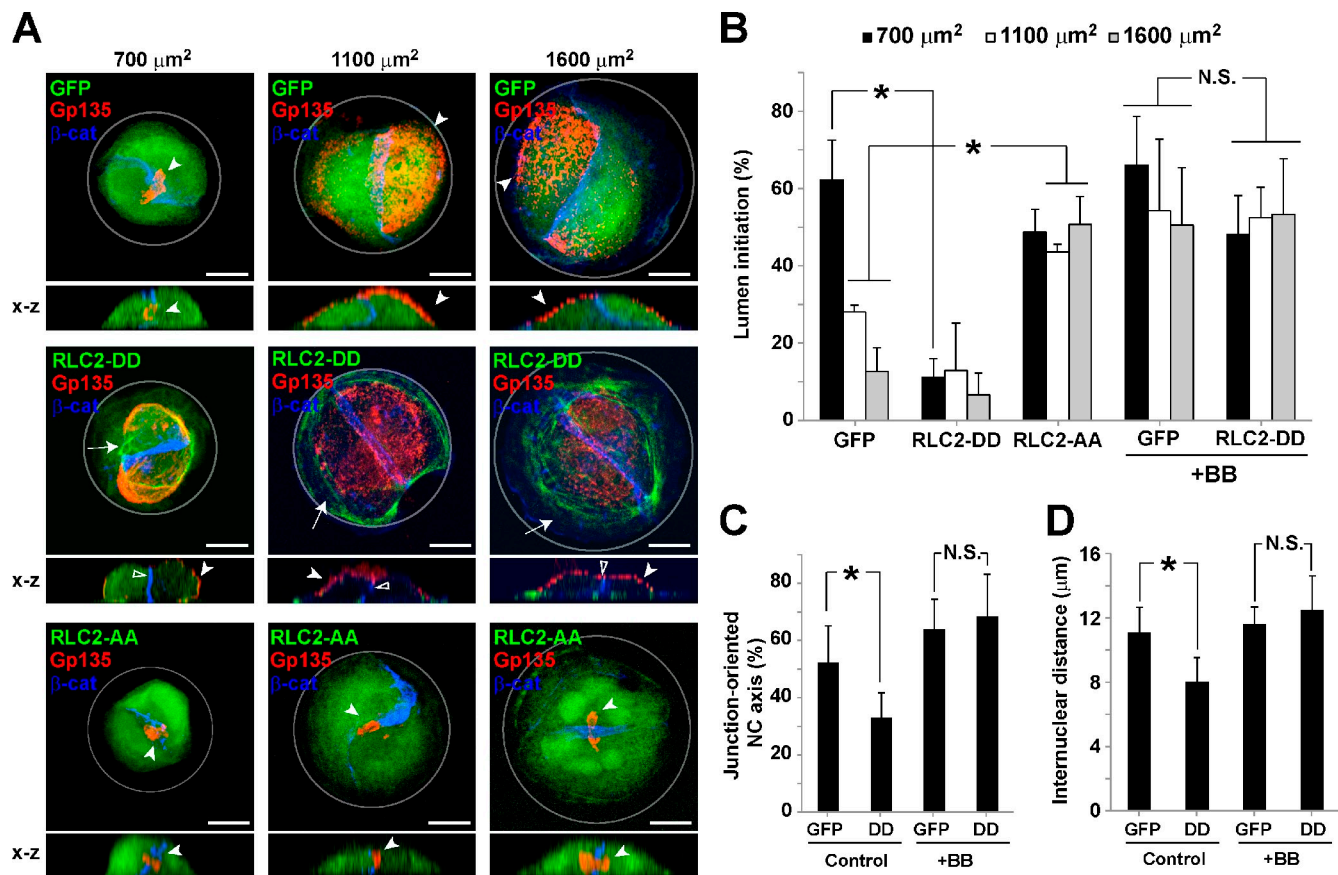 A
700 μm²
1100 μm²
1600 μm²
GFP
Gp135
β-cat
GFP
Gp135
β-cat
GFP
Gp135
β-cat
x-z
RLC2-DD
Gp135
β-cat
RLC2-DD
Gp135
β-cat
RLC2-DD
Gp135
β-cat
x-z
RLC2-AA
Gp135
β-cat
RLC2-AA
Gp135
β-cat
RLC2-AA
Gp135
β-cat
x-z
B
700 μm² 1100 μm² 1600 μm²
Lumen initiation (%)
80
60
40
20
0
*
*
N.S.
GFP RLC2-DD RLC2-AA GFP RLC2-DD
+BB
C
Junction-oriented
NC axis (%)
80
60
40
20
0
*
N.S.
GFP DD GFP DD
Control +BB
D
Internuclear distance (μm)
16
12
8
4
0
*
N.S.
GFP DD GFP DD
Control +BB